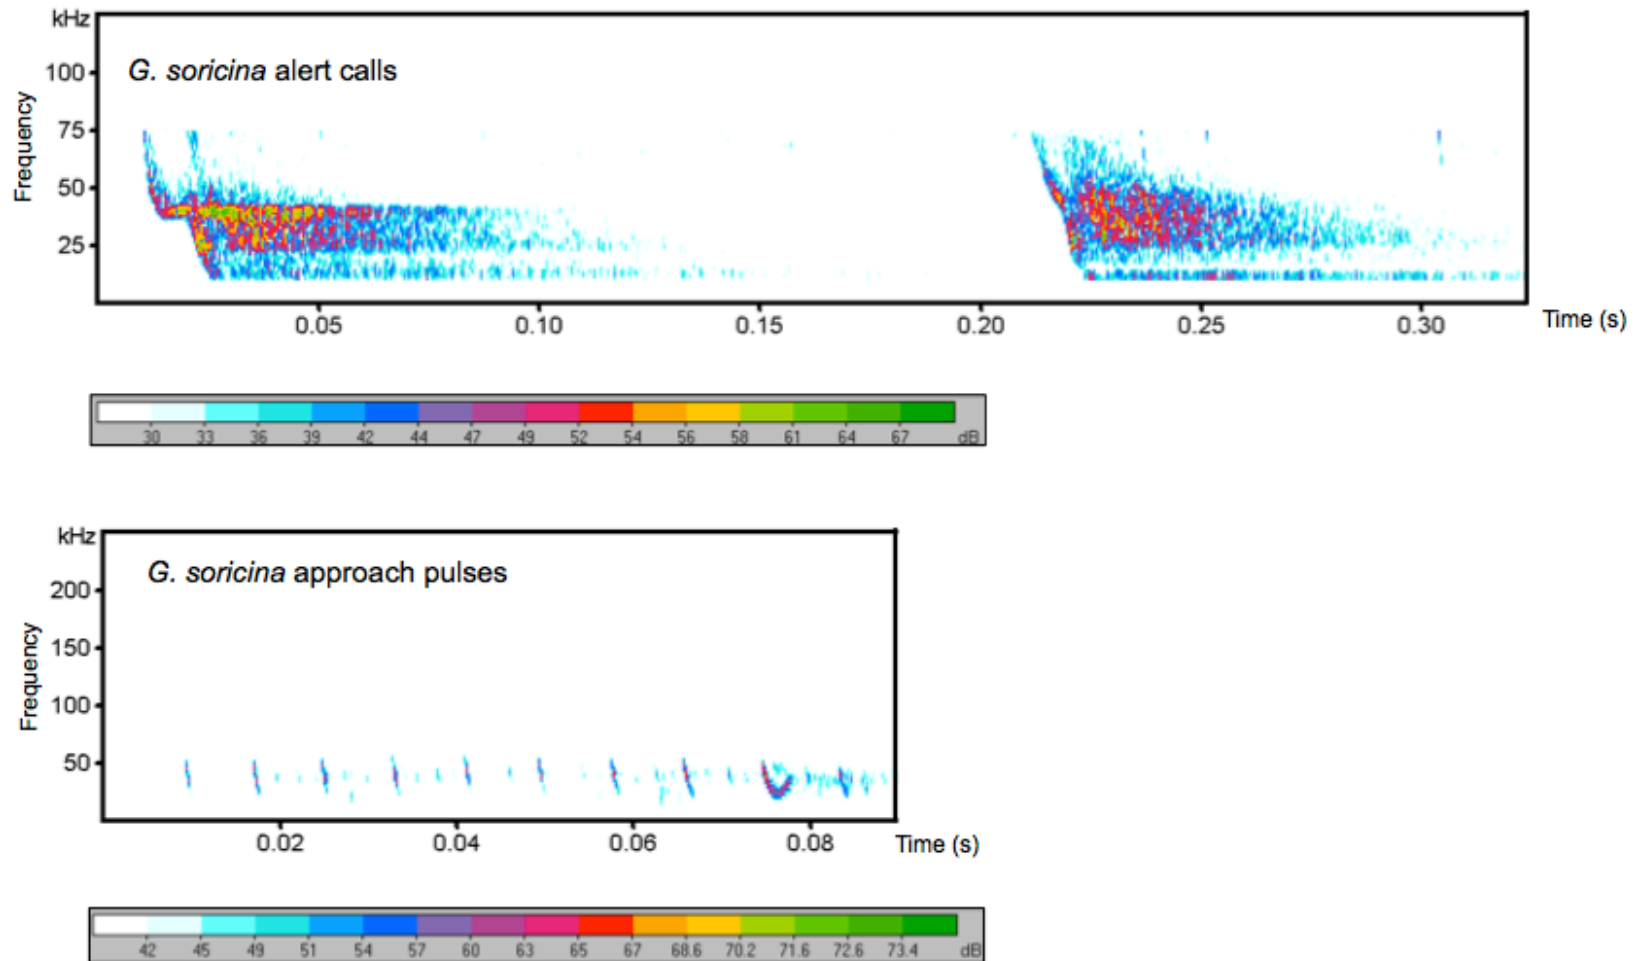 kHz
G. soricina alert calls
100
75
50
25
Frequency
0.05 0.10 0.15 0.20 0.25 0.30 Time (s)
30 33 36 39 42 44 47 49 52 54 56 58 61 64 67 dB
kHz
G. soricina approach pulses
200
150
100
50
Frequency
0.02 0.04 0.06 0.08 Time (s)
42 45 49 51 54 57 60 63 65 67 68.6 70.2 71.6 72.6 73.4 dB